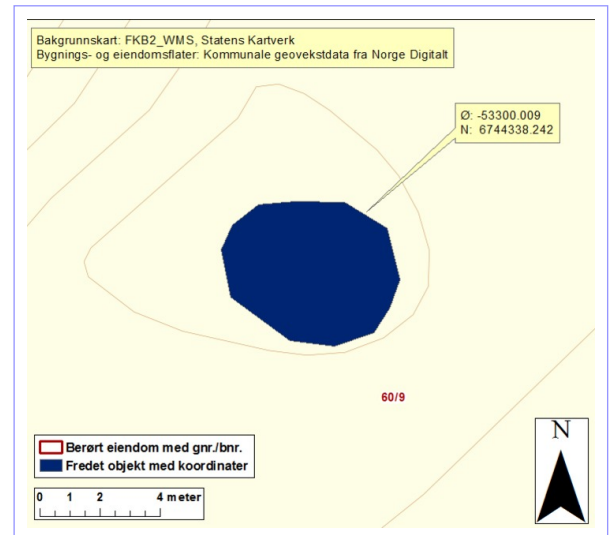 Bakgrunnskart: FKB2_WMS, Statens Kartverk
Bygnings- og eiendomsflater: Kommunale geovekstdata fra Norge Digitalt
Ø: -53300.009
N: 6744338.242
60/9
Berørt eiendom med gnr./bnr.
Fredet objekt med koordinater
0 1 2 4 meter
N